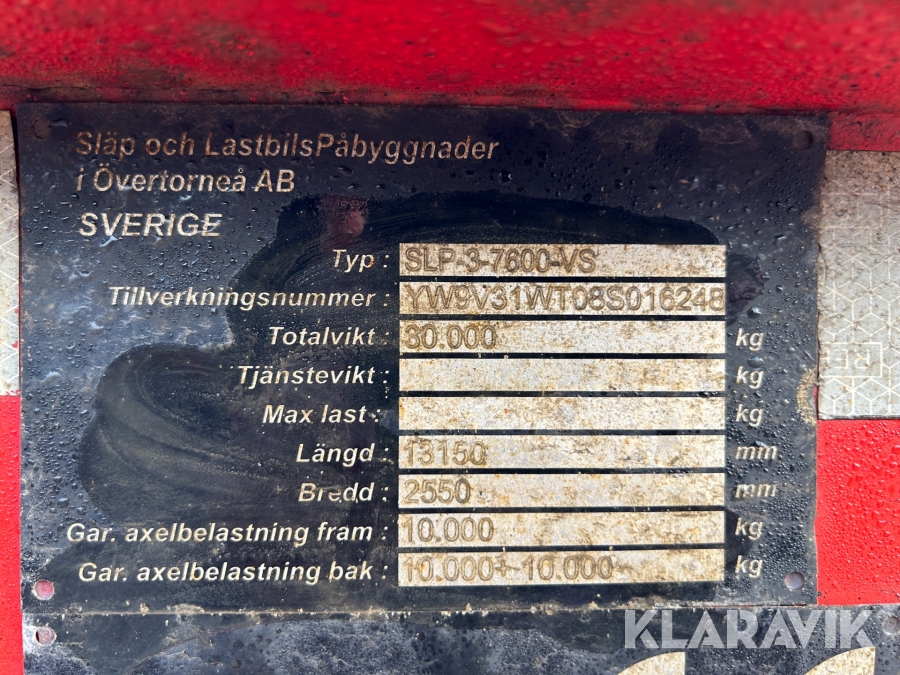 Släp och LastbilsPåbyggnader
i Övertorneå AB
SVERIGE
Typ : SLP-3-7600-VS
Tillverkningsnummer : YW9V31WT08S016248
Totalvikt : 30.000 kg
Tjänstevikt : kg
Max last : kg
Längd : 13150 mm
Bredd : 2550 mm
Gar. axelbelastning fram : 10.000 kg
Gar. axelbelastning bak : 10.000+ 10.000 kg
KLARAVIK